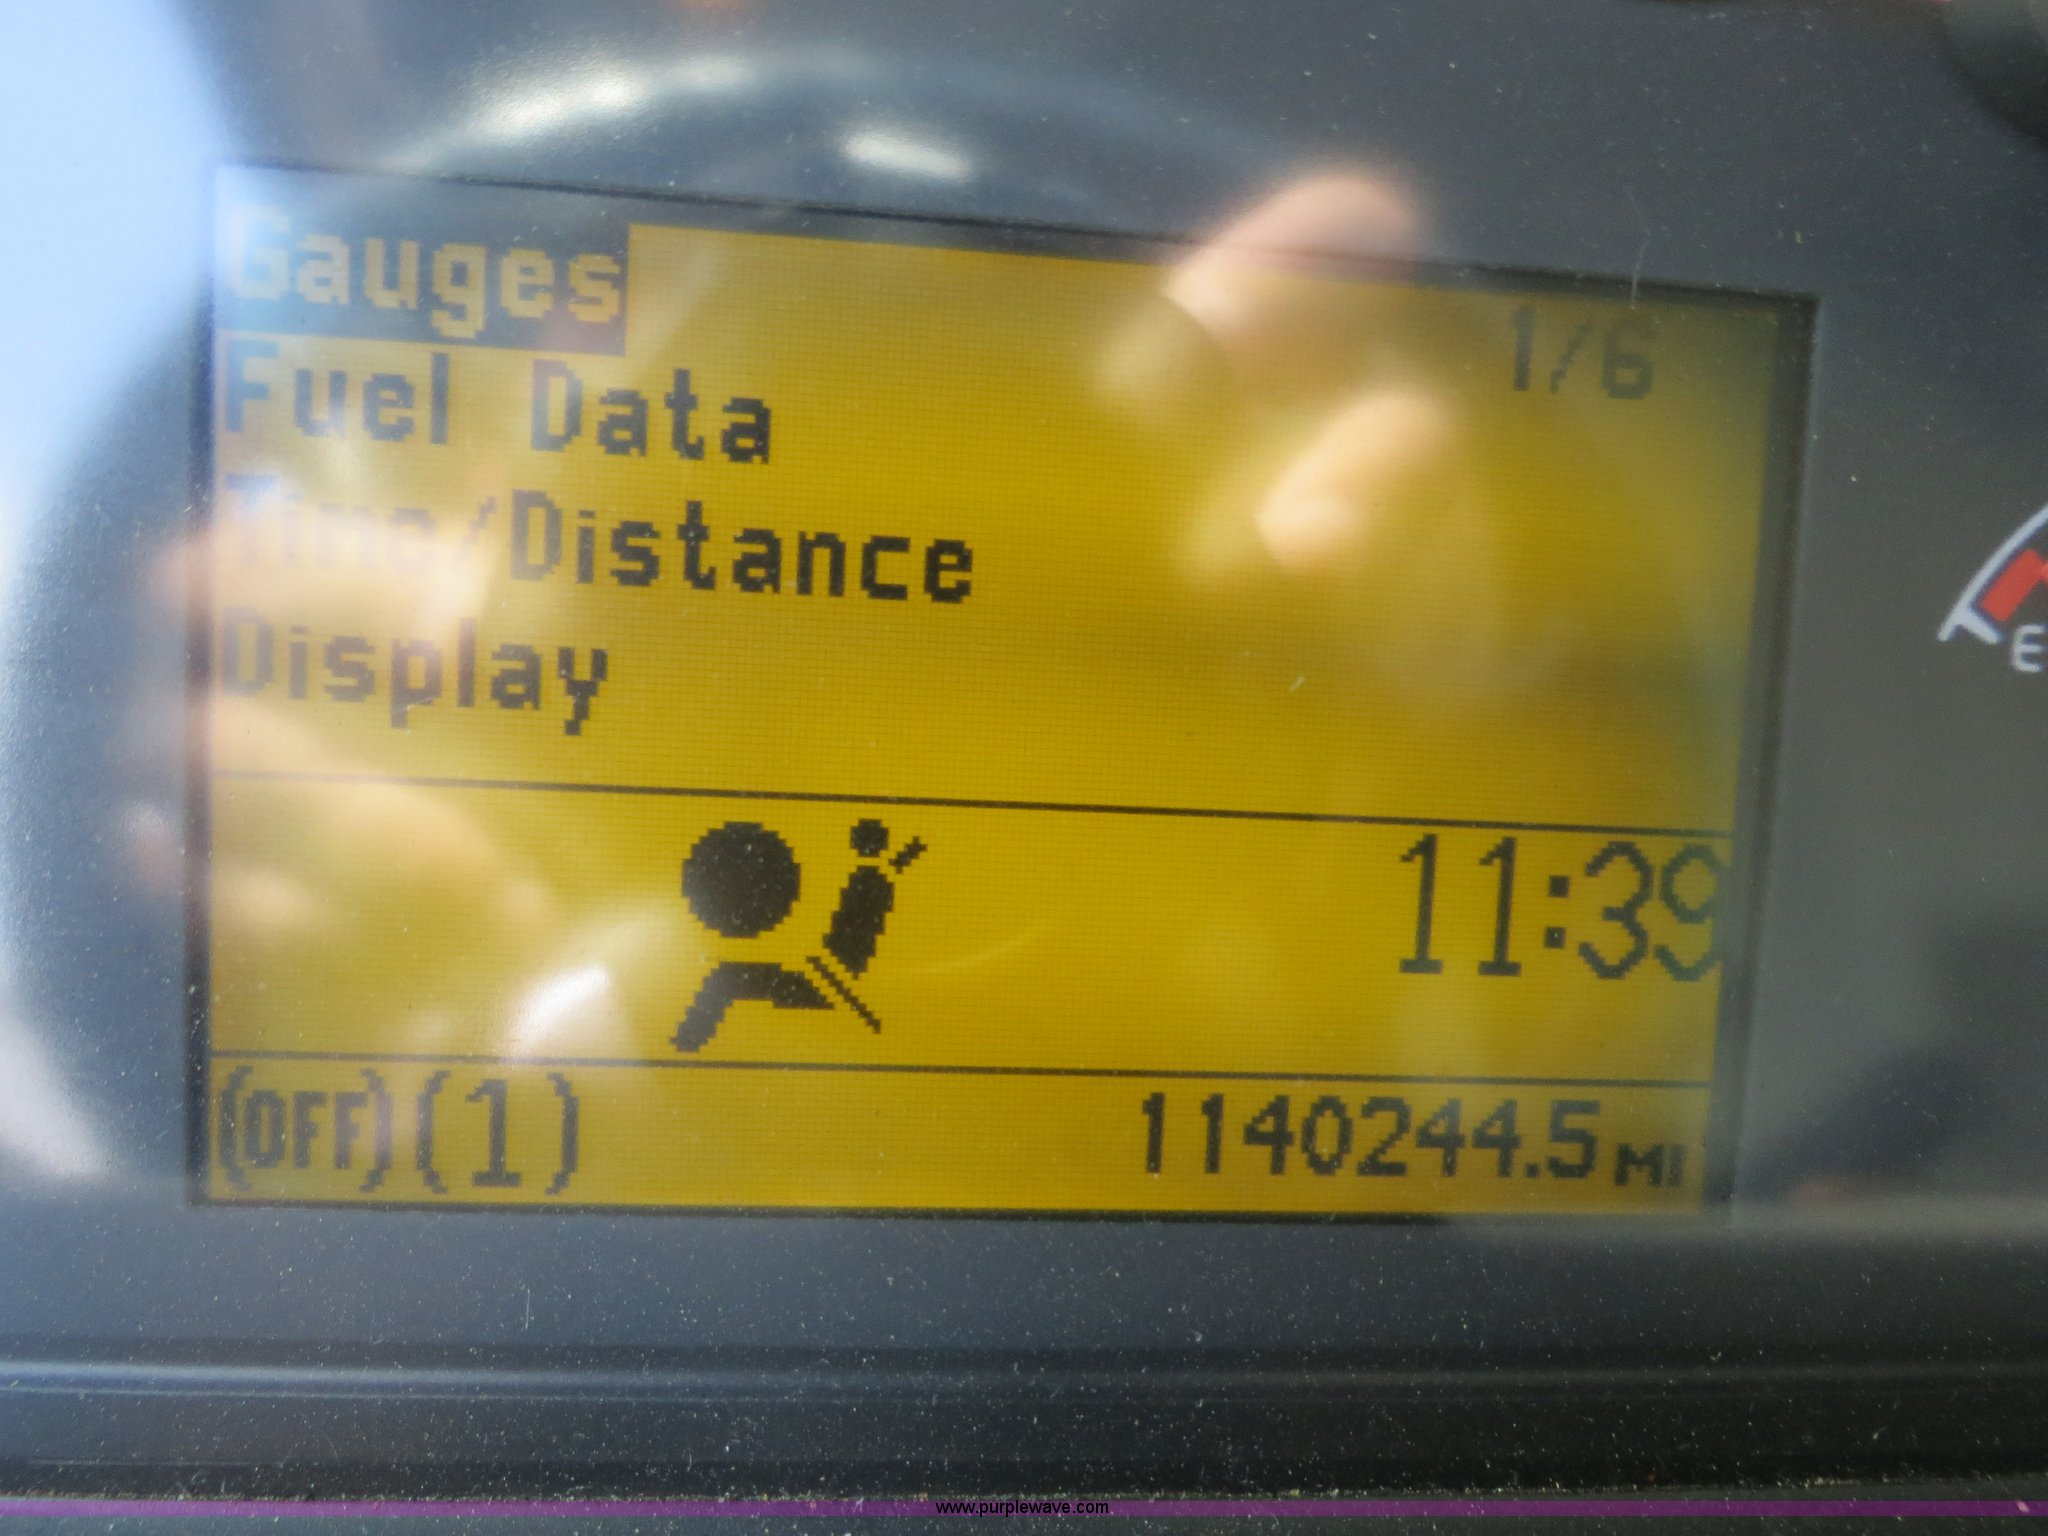 Gauges
1/6
Fuel Data
Time/Distance
Display
11:39
(OFF)(1)
1140244.5 MI
E
www.purplewave.com